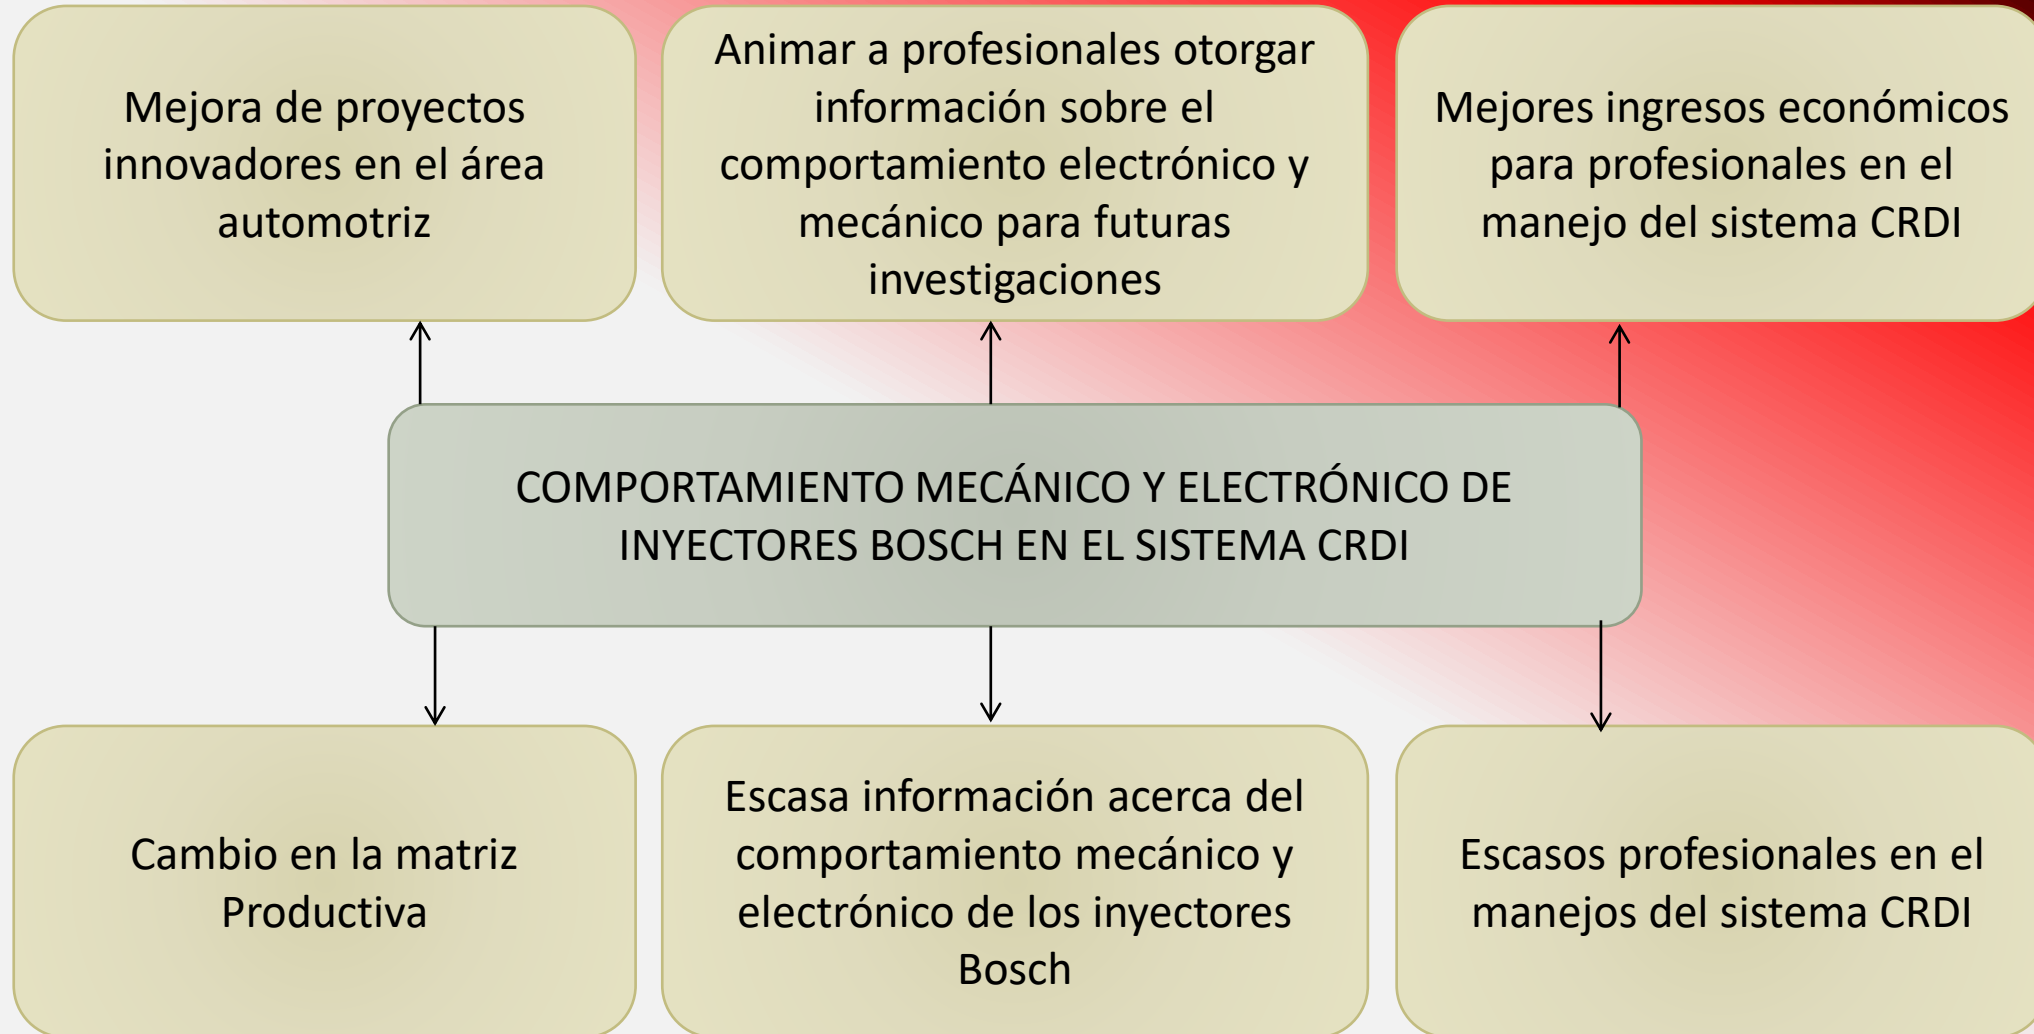 Mejora de proyectos
innovadores en el área
automotriz
Animar a profesionales otorgar
información sobre el
comportamiento electrónico y
mecánico para futuras
investigaciones
Mejores ingresos económicos
para profesionales en el
manejo del sistema CRDI
COMPORTAMIENTO MECÁNICO Y ELECTRÓNICO DE
INYECTORES BOSCH EN EL SISTEMA CRDI
Cambio en la matriz
Productiva
Escasa información acerca del
comportamiento mecánico y
electrónico de los inyectores
Bosch
Escasos profesionales en el
manejos del sistema CRDI